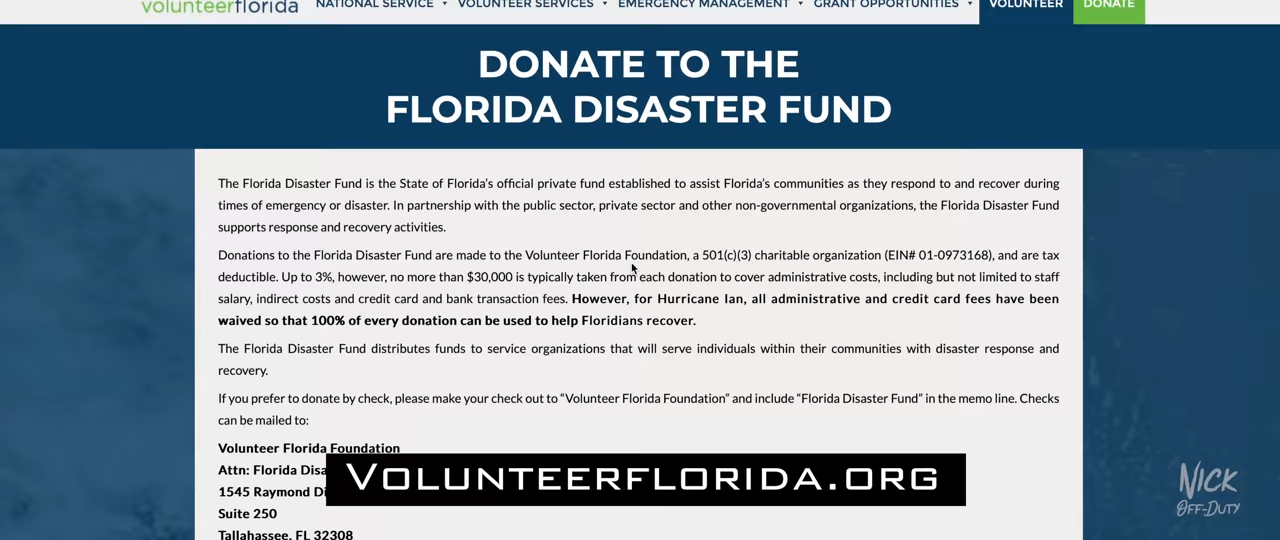 volunteerflorida NATIONAL SERVICE VOLUNTEER SERVICES EMERGENCY MANAGEMENT GRANT OPPORTUNITIES VOLUNTEER DONATE
DONATE TO THE
FLORIDA DISASTER FUND
The Florida Disaster Fund is the State of Florida's official private fund established to assist Florida's communities as they respond to and recover during
times of emergency or disaster. In partnership with the public sector, private sector and other non-governmental organizations, the Florida Disaster Fund
supports response and recovery activities.
Donations to the Florida Disaster Fund are made to the Volunteer Florida Foundation, a 501(c)(3) charitable organization (EIN# 01-0973168), and are tax
deductible. Up to 3%, however, no more than $30,000 is typically taken from each donation to cover administrative costs, including but not limited to staff
salary, indirect costs and credit card and bank transaction fees. However, for Hurricane Ian, all administrative and credit card fees have been
waived so that 100% of every donation can be used to help Floridians recover.
The Florida Disaster Fund distributes funds to service organizations that will serve individuals within their communities with disaster response and
recovery.
If you prefer to donate by check, please make your check out to “Volunteer Florida Foundation” and include “Florida Disaster Fund” in the memo line. Checks
can be mailed to:
Volunteer Florida Foundation
Attn: Florida
1545 Raymond
Suite 250
Tallahassee, FL 32308
VOLUNTEERFLORIDA.ORG
NICK
OFF-DUTY